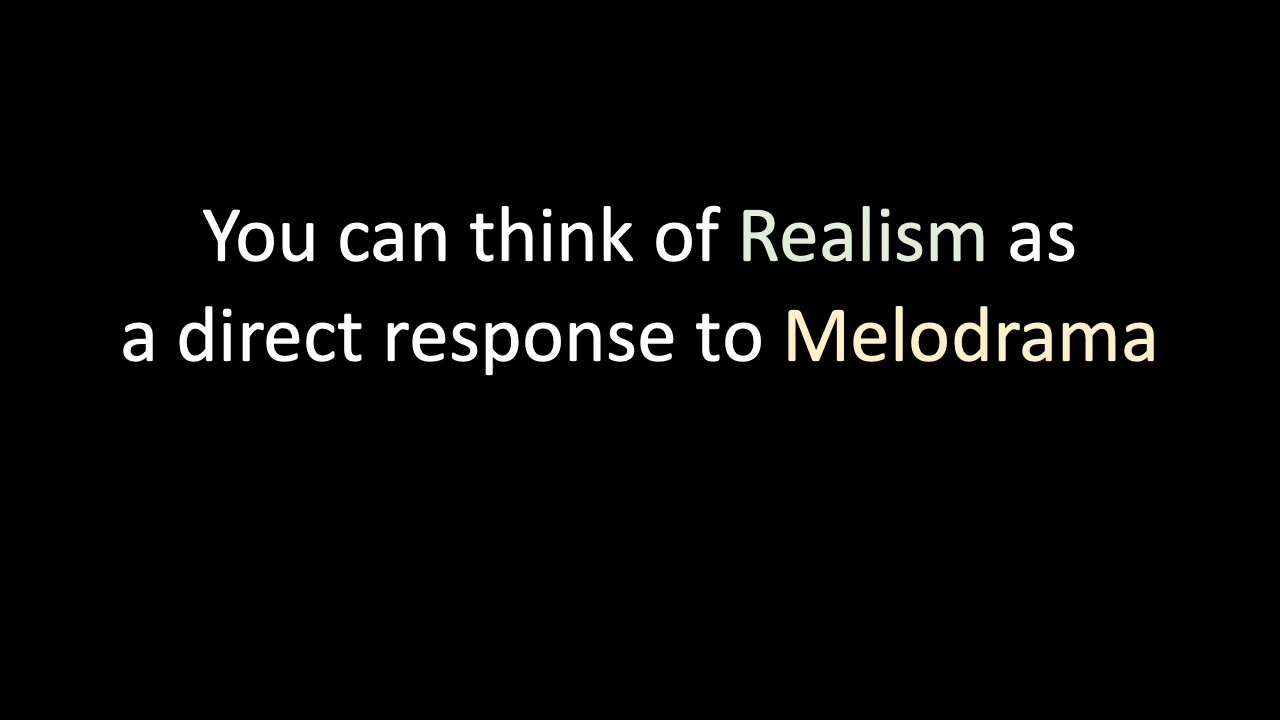 You can think of Realism as
a direct response to Melodrama